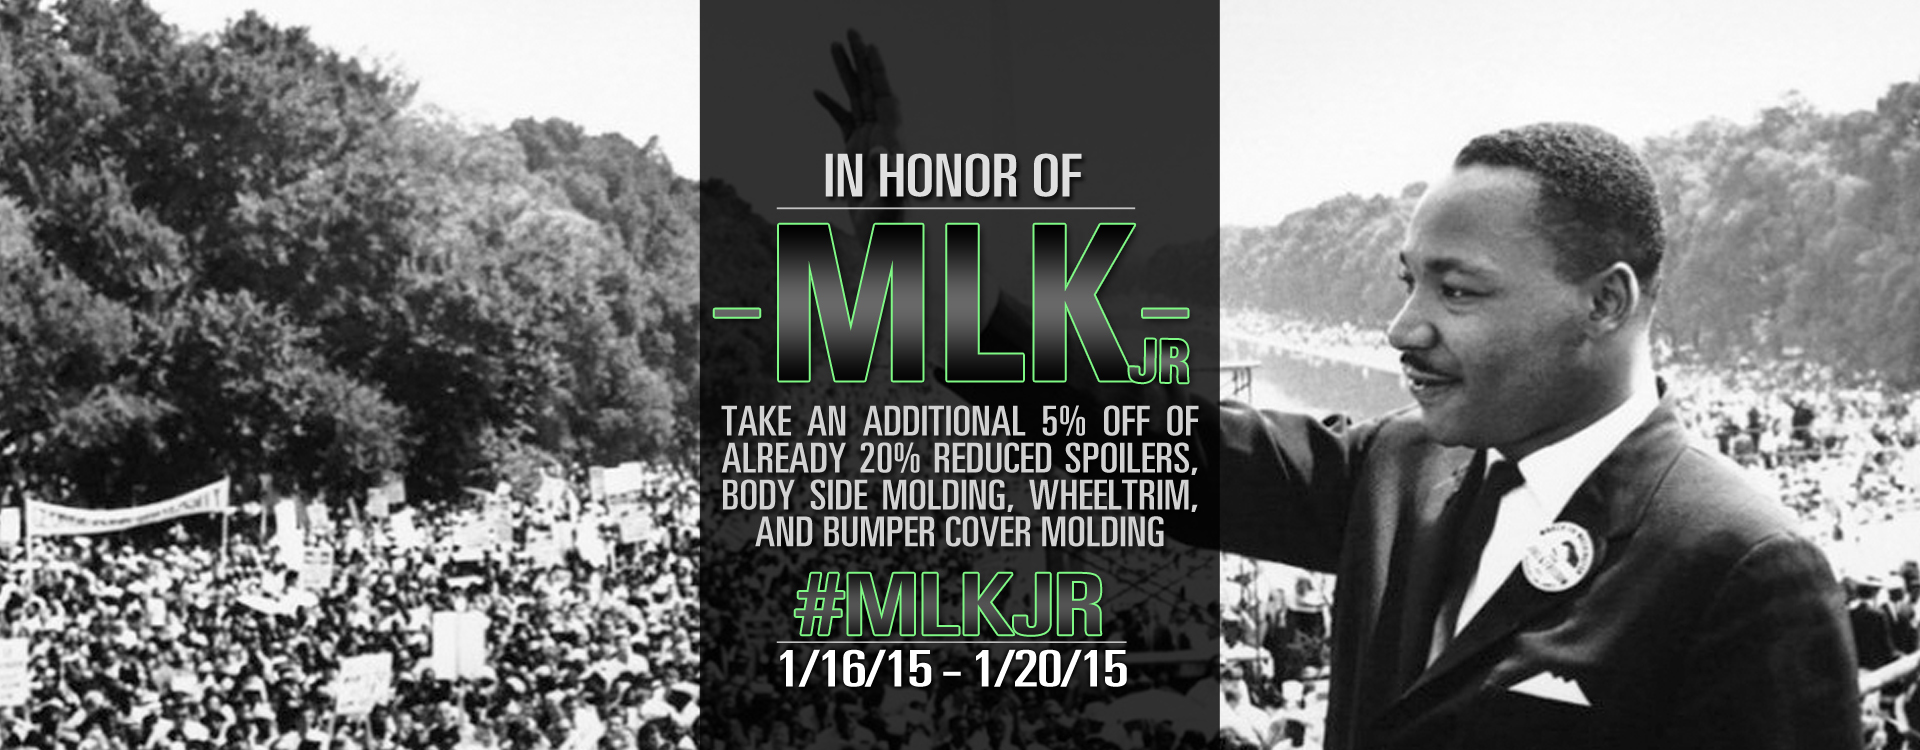 IN HONOR OF
-MLK-
JR
TAKE AN ADDITIONAL 5% OFF OF
ALREADY 20% REDUCED SPOILERS,
BODY SIDE MOLDING, WHEELTRIM,
AND BUMPER COVER MOLDING
#MLKJR
1/16/15 - 1/20/15